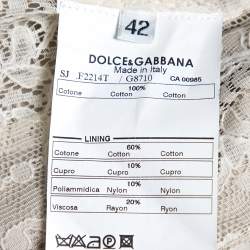 42
DOLCE&GABBANA
Made in Italy
SJ .F2214T / G8710 CA 00985
100%
Cotone Cotton Cotton
LINING
60%
Cotone Cotton Cotton
10%
Cupro Cupro Cupro
10%
Poliammidica Nylon Nylon
20%
Viscosa Rayon Rayon